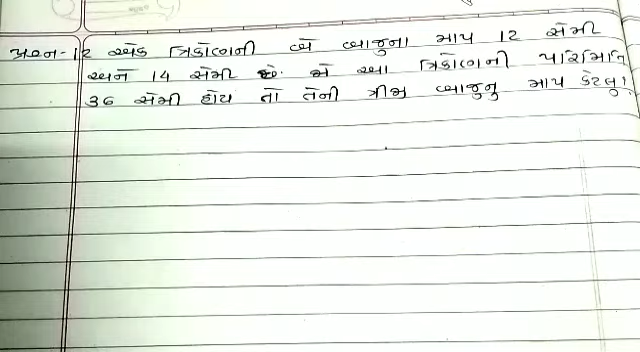 પ્રશ્ન-12 એક ત્રિકોણની બે બાજુના માપ 12 સેમી
અને 14 સેમી છે. જો આ ત્રિકોણની પરિમિતિ
36 સેમી હોય તો તેની ત્રીજી બાજુનુ માપ કેટલુ?